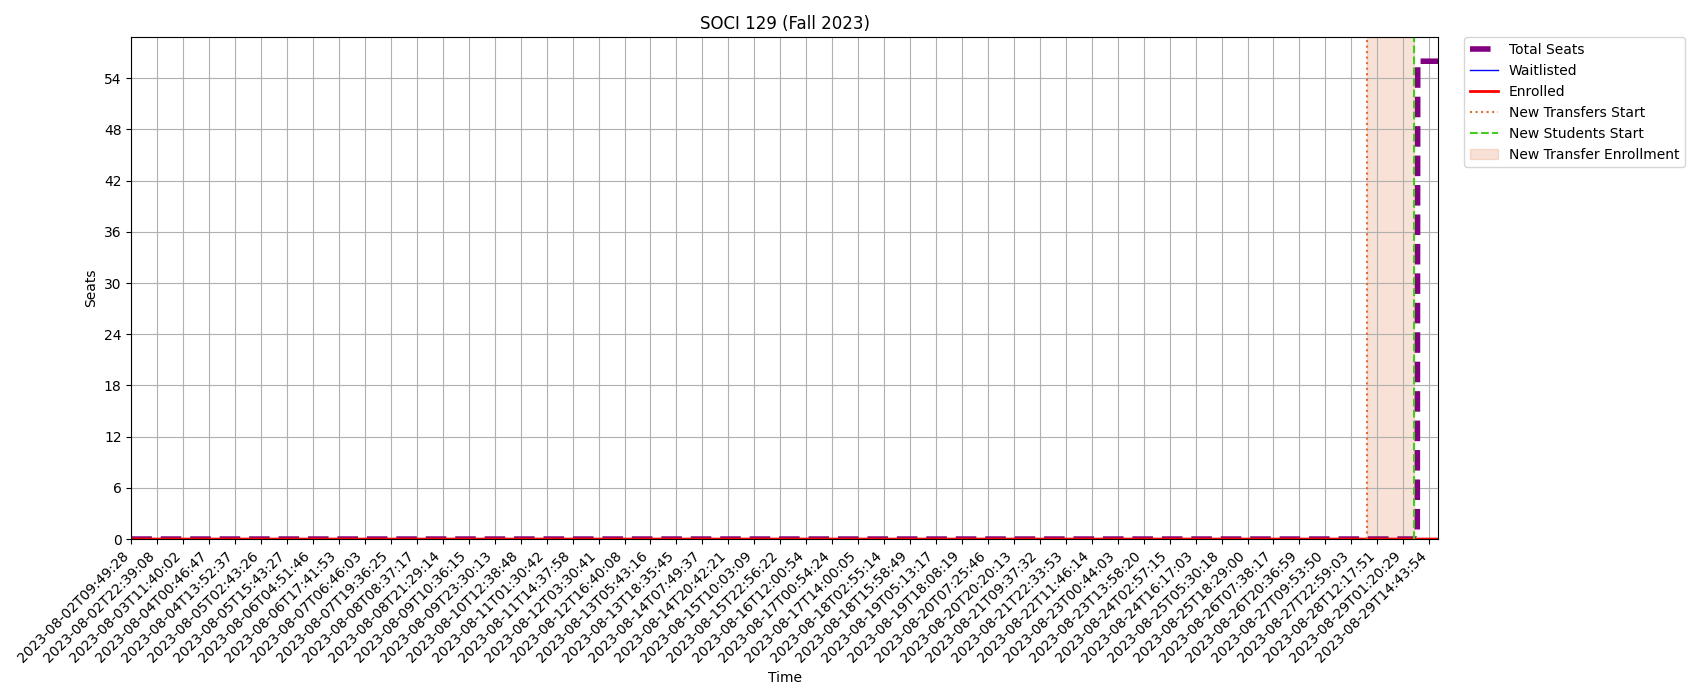 SOCI 129 (Fall 2023)
Total Seats
Waitlisted
Enrolled
New Transfers Start
New Students Start
New Transfer Enrollment
Seats
54
48
42
36
30
24
18
12
6
0
2023-08-02T09:49:28
2023-08-02T22:39:08
2023-08-03T11:40:02
2023-08-04T00:46:47
2023-08-04T13:52:37
2023-08-05T02:43:26
2023-08-05T15:43:27
2023-08-06T04:51:46
2023-08-06T17:41:53
2023-08-07T06:46:03
2023-08-07T19:36:25
2023-08-08T08:37:17
2023-08-08T21:29:14
2023-08-09T10:36:15
2023-08-09T23:30:13
2023-08-10T12:38:48
2023-08-11T01:30:42
2023-08-11T14:37:58
2023-08-12T03:30:41
2023-08-12T16:40:08
2023-08-13T05:43:16
2023-08-13T18:35:45
2023-08-14T07:49:37
2023-08-14T20:42:21
2023-08-15T10:03:09
2023-08-15T22:56:22
2023-08-16T12:00:54
2023-08-17T00:54:24
2023-08-17T14:00:05
2023-08-18T02:55:14
2023-08-18T15:58:49
2023-08-19T05:13:17
2023-08-19T18:08:19
2023-08-20T07:25:46
2023-08-20T20:20:13
2023-08-21T09:37:32
2023-08-21T22:33:53
2023-08-22T11:46:14
2023-08-23T00:44:03
2023-08-23T13:58:20
2023-08-24T02:57:15
2023-08-24T16:17:03
2023-08-25T05:30:18
2023-08-25T18:29:00
2023-08-26T07:38:17
2023-08-26T20:36:59
2023-08-27T09:53:50
2023-08-27T22:59:03
2023-08-28T12:17:51
2023-08-29T01:20:29
2023-08-29T14:43:54
Time